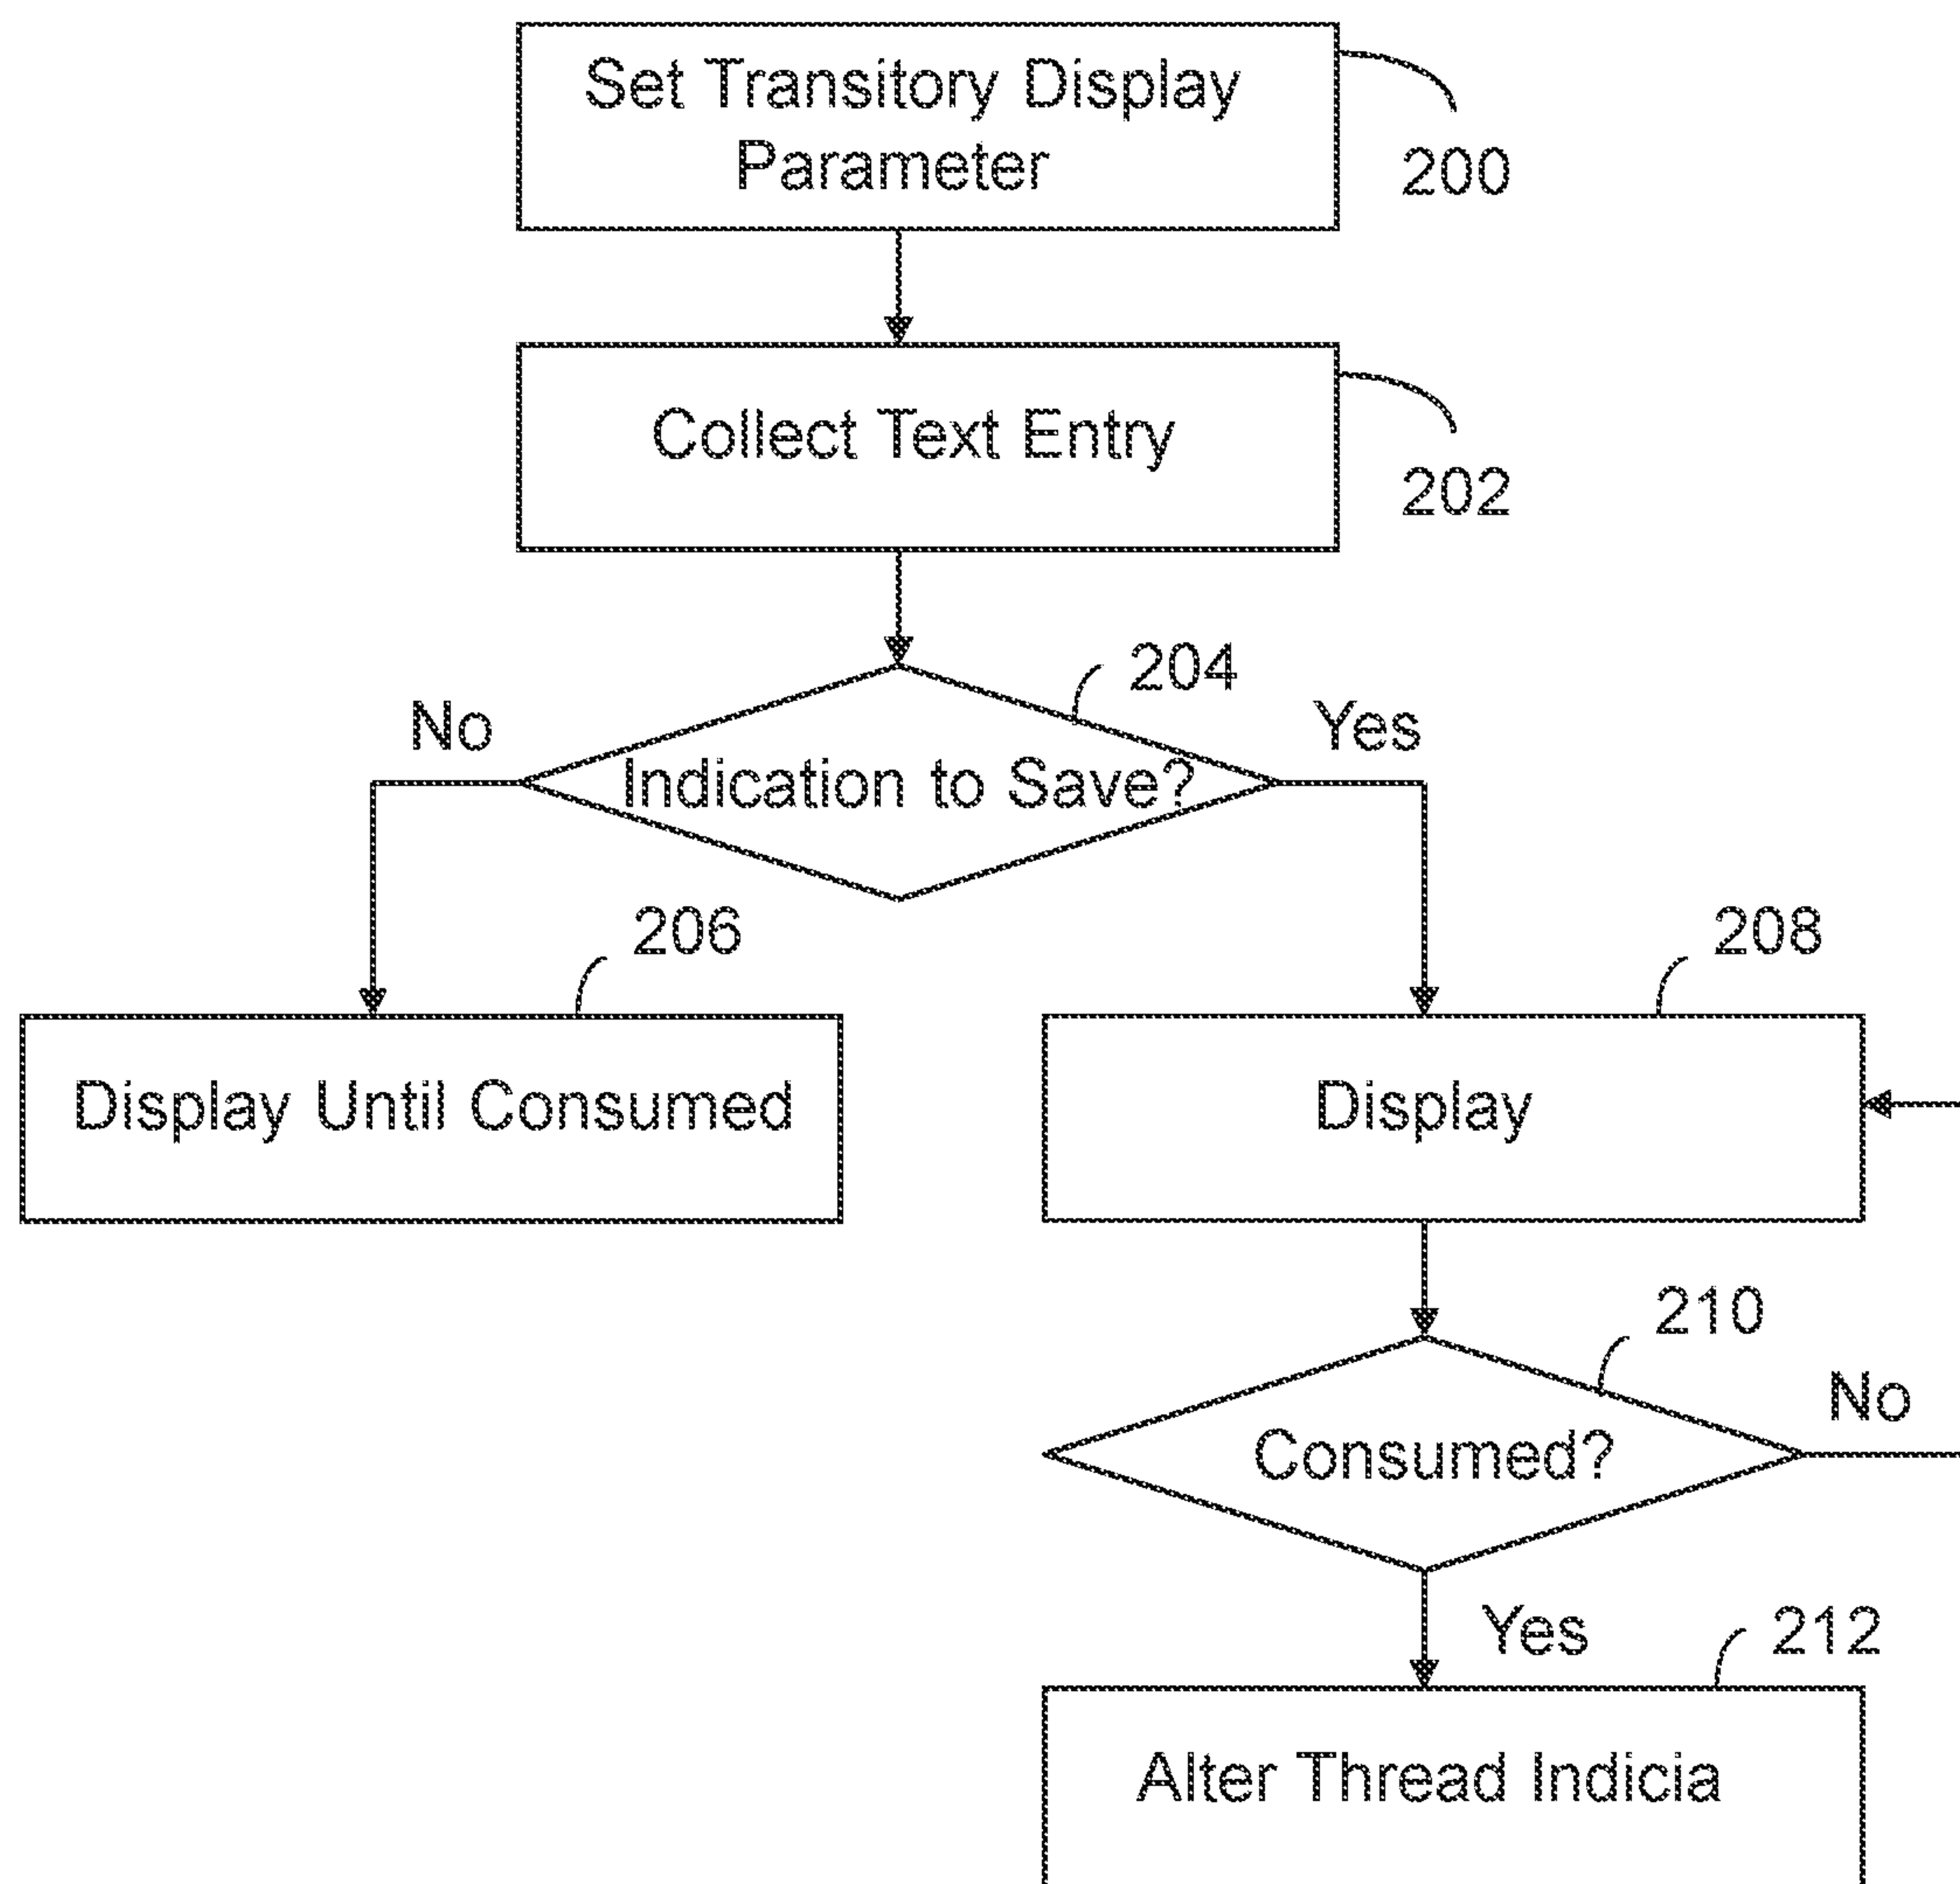 Set Transitory Display
Parameter
200
Collect Text Entry
202
204
No
Yes
Indication to Save?
206
208
Display Until Consumed
Display
210
No
Consumed?
Yes
212
Alter Thread Indicia